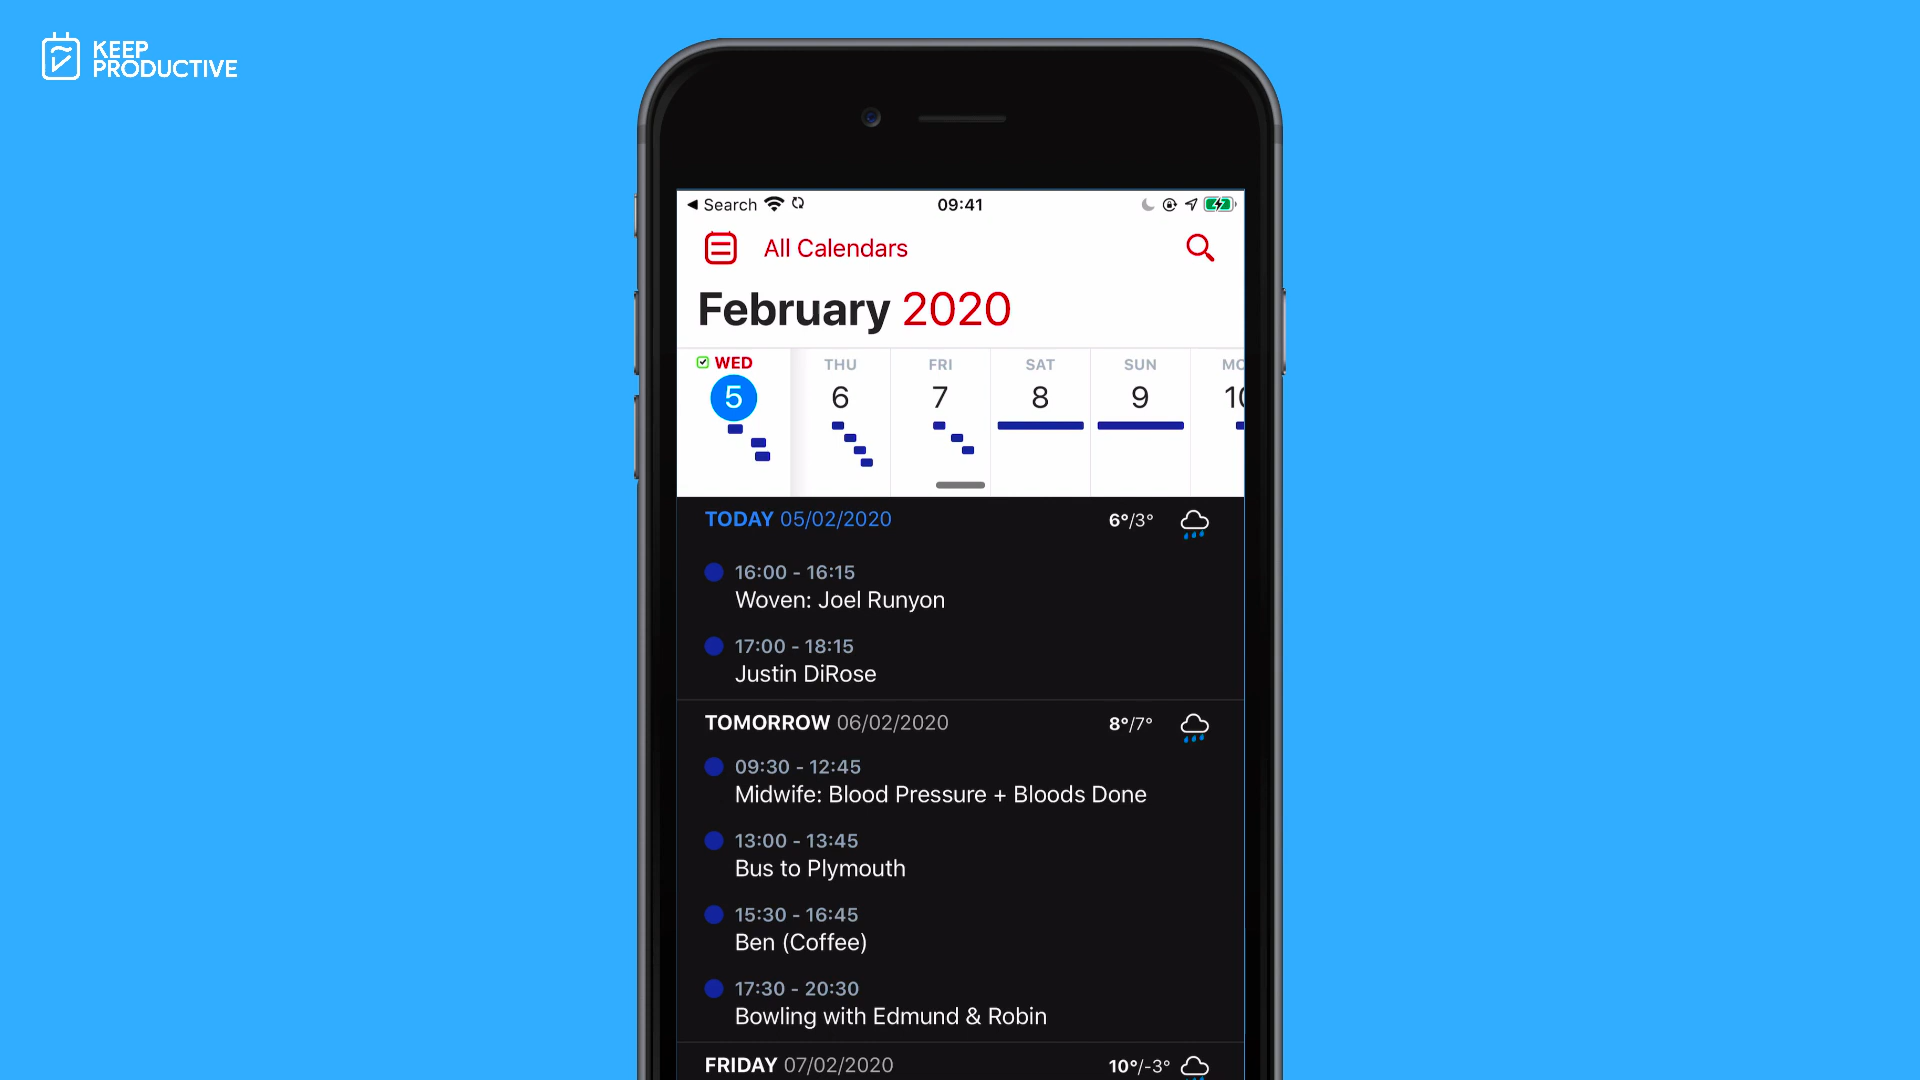 KEEP
PRODUCTIVE
Search
09:41
All Calendars
February 2020
WED THU FRI SAT SUN
5 6 7 8 9
TODAY 05/02/2020 6°/3°
16:00 - 16:15
Woven: Joel Runyon
17:00 - 18:15
Justin DiRose
TOMORROW 06/02/2020 8°/7°
09:30 - 12:45
Midwife: Blood Pressure + Bloods Done
13:00 - 13:45
Bus to Plymouth
15:30 - 16:45
Ben (Coffee)
17:30 - 20:30
Bowling with Edmund & Robin
FRIDAY 07/02/2020 10°/-3°